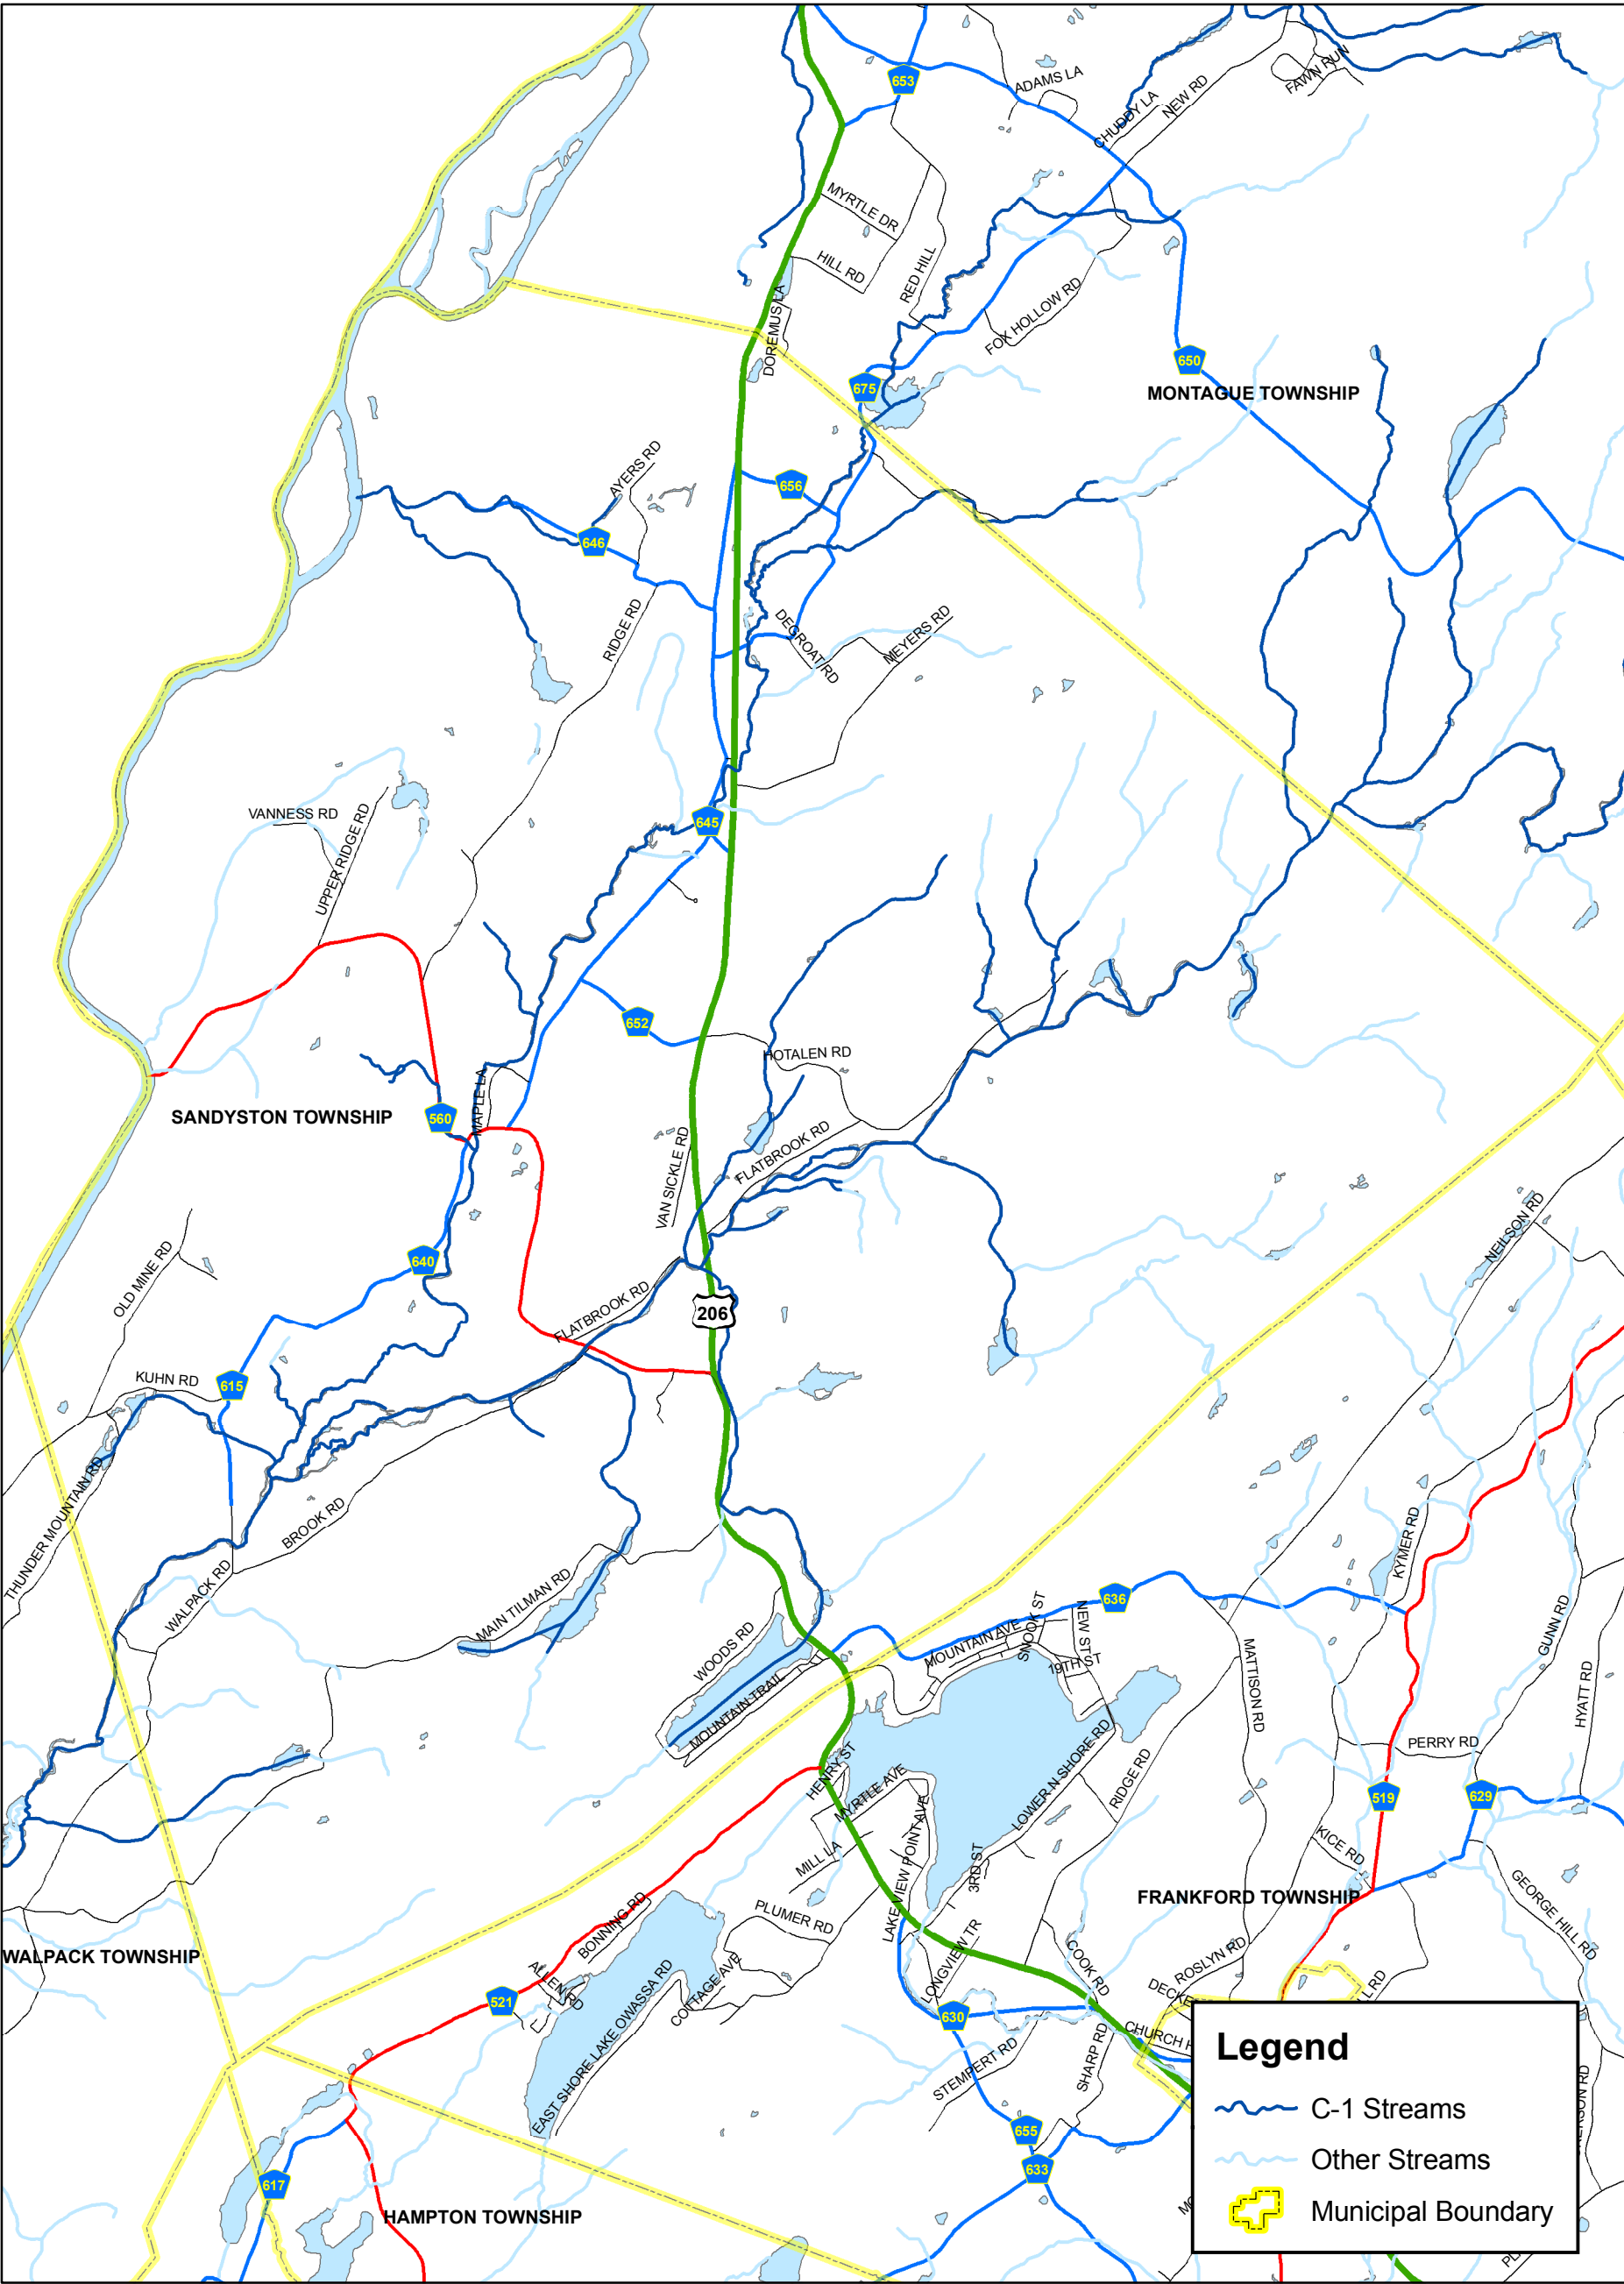 653
ADAMS LA
FAWN RUN
CHUDDY LA
NEW RD
MYRTLE DR
HILL RD
RED HILL
DOREMUS LA
FOX HOLLOW RD
650
675
MONTAGUE TOWNSHIP
AYERS RD
656
646
RIDGE RD
DEGROAT RD
MEYERS RD
VANNESS RD
UPPER RIDGE RD
645
652
HOTALEN RD
MAPLE LA
SANDYSTON TOWNSHIP
560
VAN SICKLE RD
FLATBROOK RD
NEILSON RD
OLD MINE RD
640
FLATBROOK RD
206
KUHN RD
615
THUNDER MOUNTAIN RD
BROOK RD
WALPACK RD
MAIN TILMAN RD
KYMER RD
636
SNOOK ST
NEW ST
MOUNTAIN AVE
19TH ST
WOODS RD
MOUNTAIN TRAIL
MATTISON RD
GUNN RD
HYATT RD
PERRY RD
LOWER N SHORE RD
RIDGE RD
HENRY ST
MYRTLE AVE
519
629
LAKE VIEW POINT AVE
MILL LA
KICE RD
3RD ST
FRANKFORD TOWNSHIP
GEORGE HILL RD
PLUMER RD
BONNING RD
WALPACK TOWNSHIP
LONGVIEW TR
COOK RD
ROSLYN RD
ALLEN RD
EAST SHORE LAKE OWASSA RD
COTTAGE AVE
DECKE
LL RD
521
630
CHURCH H
STEMPERT RD
SHARP RD
655
633
617
HAMPTON TOWNSHIP
Legend
C-1 Streams
Other Streams
Municipal Boundary